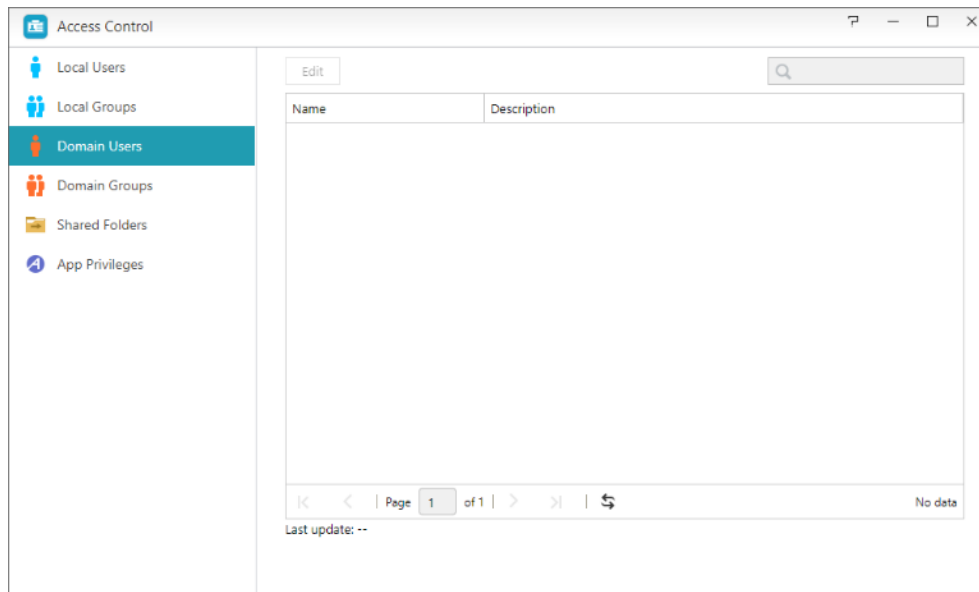 Access Control
Local Users
Local Groups
Domain Users
Domain Groups
Shared Folders
App Privileges
Edit
Name Description
Page 1 of 1 No data
Last update: --